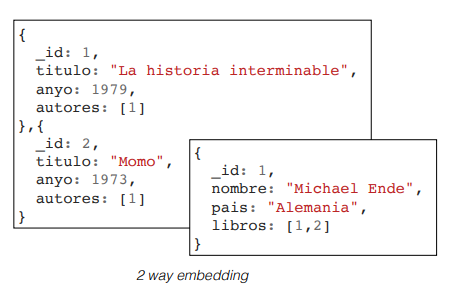 {
_id: 1,
titulo: "La historia interminable",
anyo: 1979,
autores: [1]
},{
_id: 2,
titulo: "Momo",
anyo: 1973,
autores: [1]
}
{
_id: 1,
nombre: "Michael Ende",
pais: "Alemania",
libros: [1,2]
}
2 way embedding